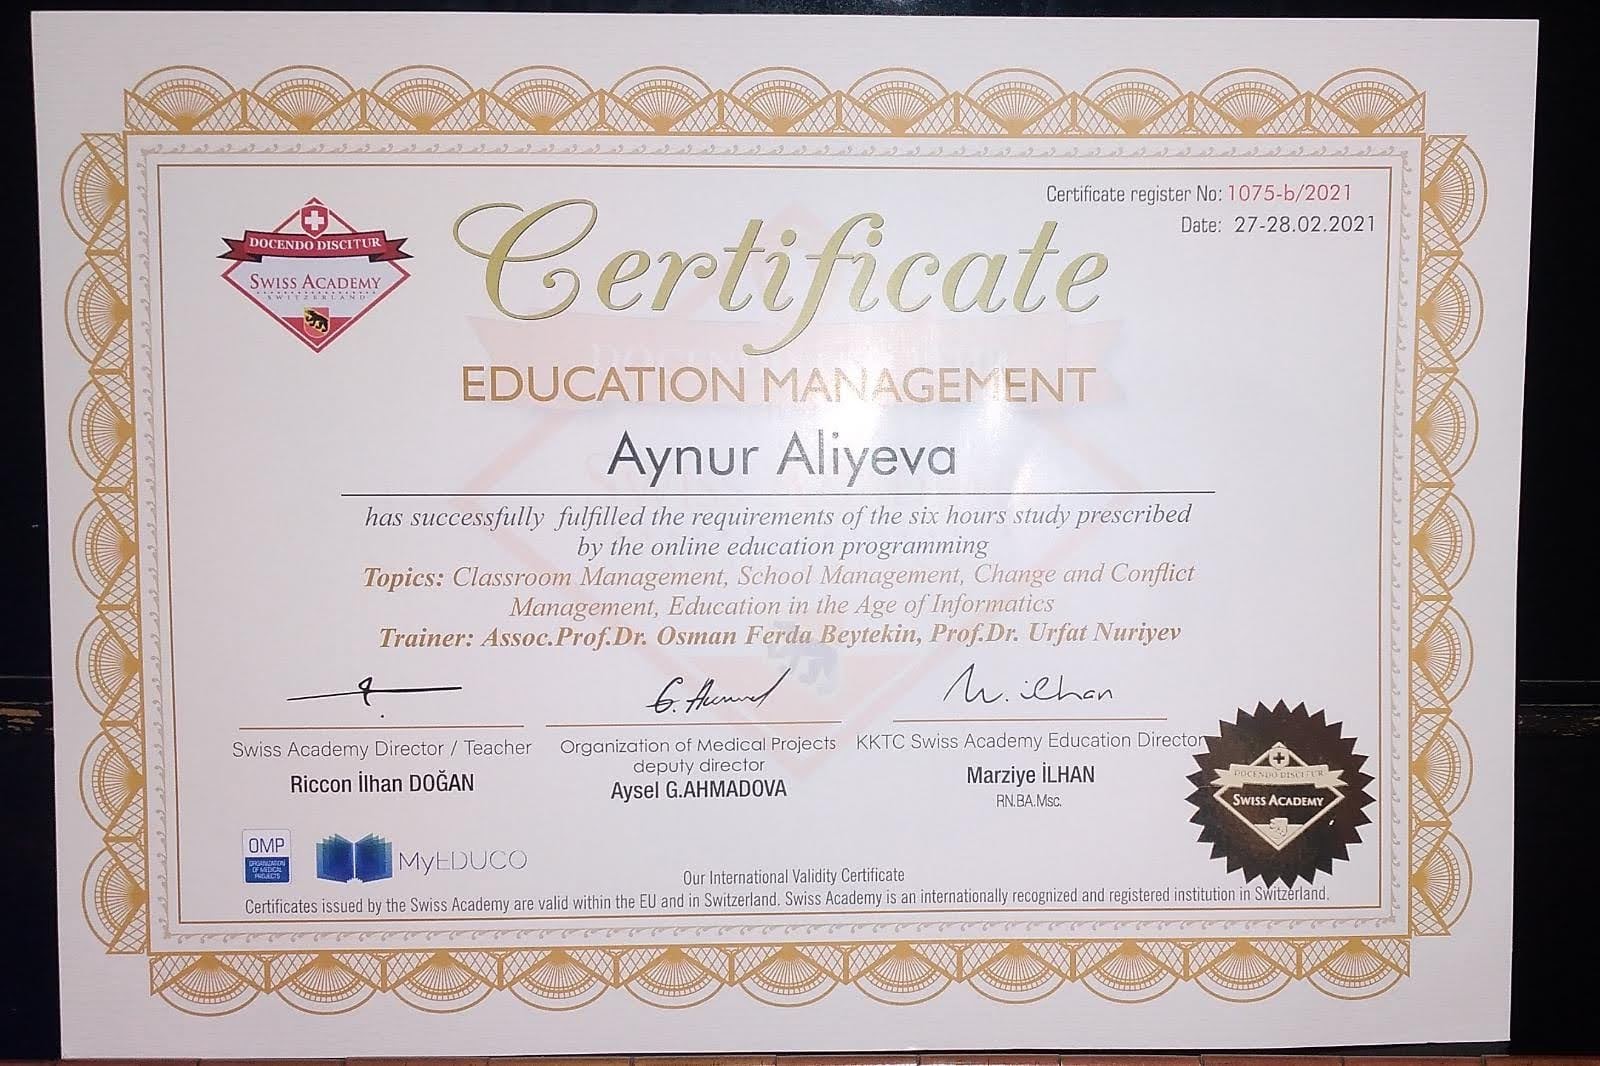 Certificate register No: 1075-b/2021
Date: 27-28.02.2021
DOCENDO DISCITUR
SWISS ACADEMY
SWITZERLAND
Certificate
EDUCATION MANAGEMENT
Aynur Aliyeva
has successfully fulfilled the requirements of the six hours study prescribed
by the online education programming
Topics: Classroom Management, School Management, Change and Conflict
Management, Education in the Age of Informatics
Trainer: Assoc.Prof.Dr. Osman Ferda Beytekin, Prof.Dr. Urfat Nuriyev
M. ilhan
Swiss Academy Director / Teacher
Riccon İlhan DOĞAN
Organization of Medical Projects
deputy director
Aysel G.AHMADOVA
KKTC Swiss Academy Education Director
Marziye İLHAN
RN.BA.Msc.
DOCENDO DISCITUR
SWISS ACADEMY
OMP
ORGANIZATION
OF MEDICAL
PROJECTS
MyEDUCO
Our International Validity Certificate
Certificates issued by the Swiss Academy are valid within the EU and in Switzerland. Swiss Academy is an internationally recognized and registered institution in Switzerland.